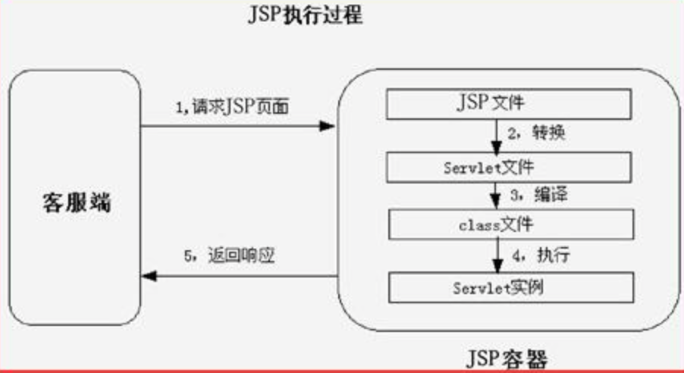 JSP执行过程
1,请求JSP页面
客服端
5，返回响应
JSP文件
2，转换
Servlet文件
3，编译
class文件
4，执行
Servlet实例
JSP容器